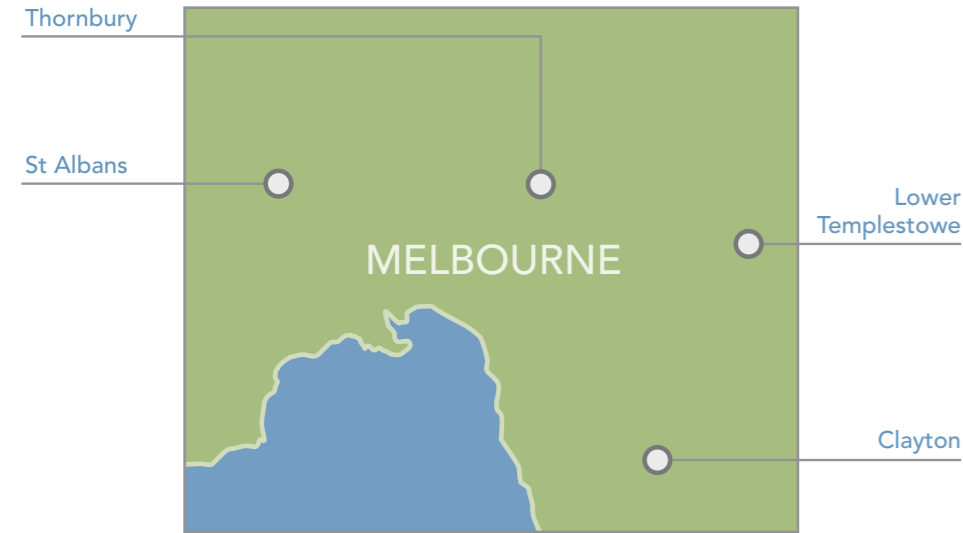 Thornbury
St Albans
Lower
Templestowe
MELBOURNE
Clayton